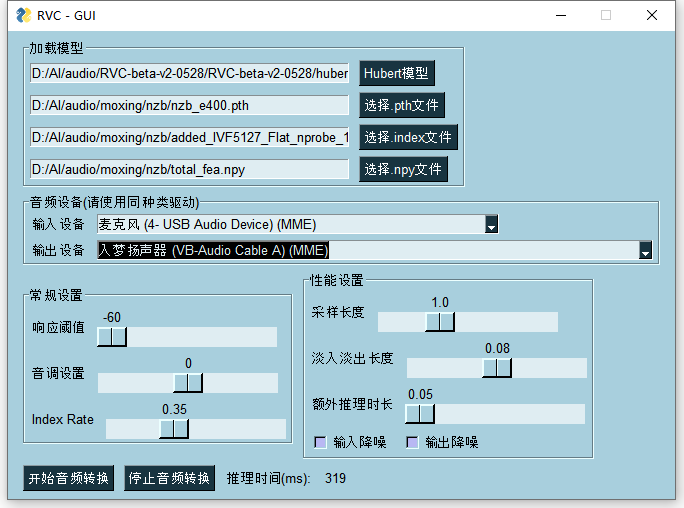 RVC - GUI
加载模型
D:/AI/audio/RVC-beta-v2-0528/RVC-beta-v2-0528/huber Hubert模型
D:/AI/audio/moxing/nzb/nzb_e400.pth 选择.pth文件
D:/AI/audio/moxing/nzb/added_IVF5127_Flat_nprobe_1 选择.index文件
D:/AI/audio/moxing/nzb/total_fea.npy 选择.npy文件
音频设备(请使用同种类驱动)
输入设备 麦克风 (4- USB Audio Device) (MME)
输出设备 入梦扬声器 (VB-Audio Cable A) (MME)
常规设置
响应阈值 -60
音调设置 0
Index Rate 0.35
性能设置
采样长度 1.0
淡入淡出长度 0.08
额外推理时长 0.05
输入降噪 输出降噪
开始音频转换 停止音频转换 推理时间(ms): 319